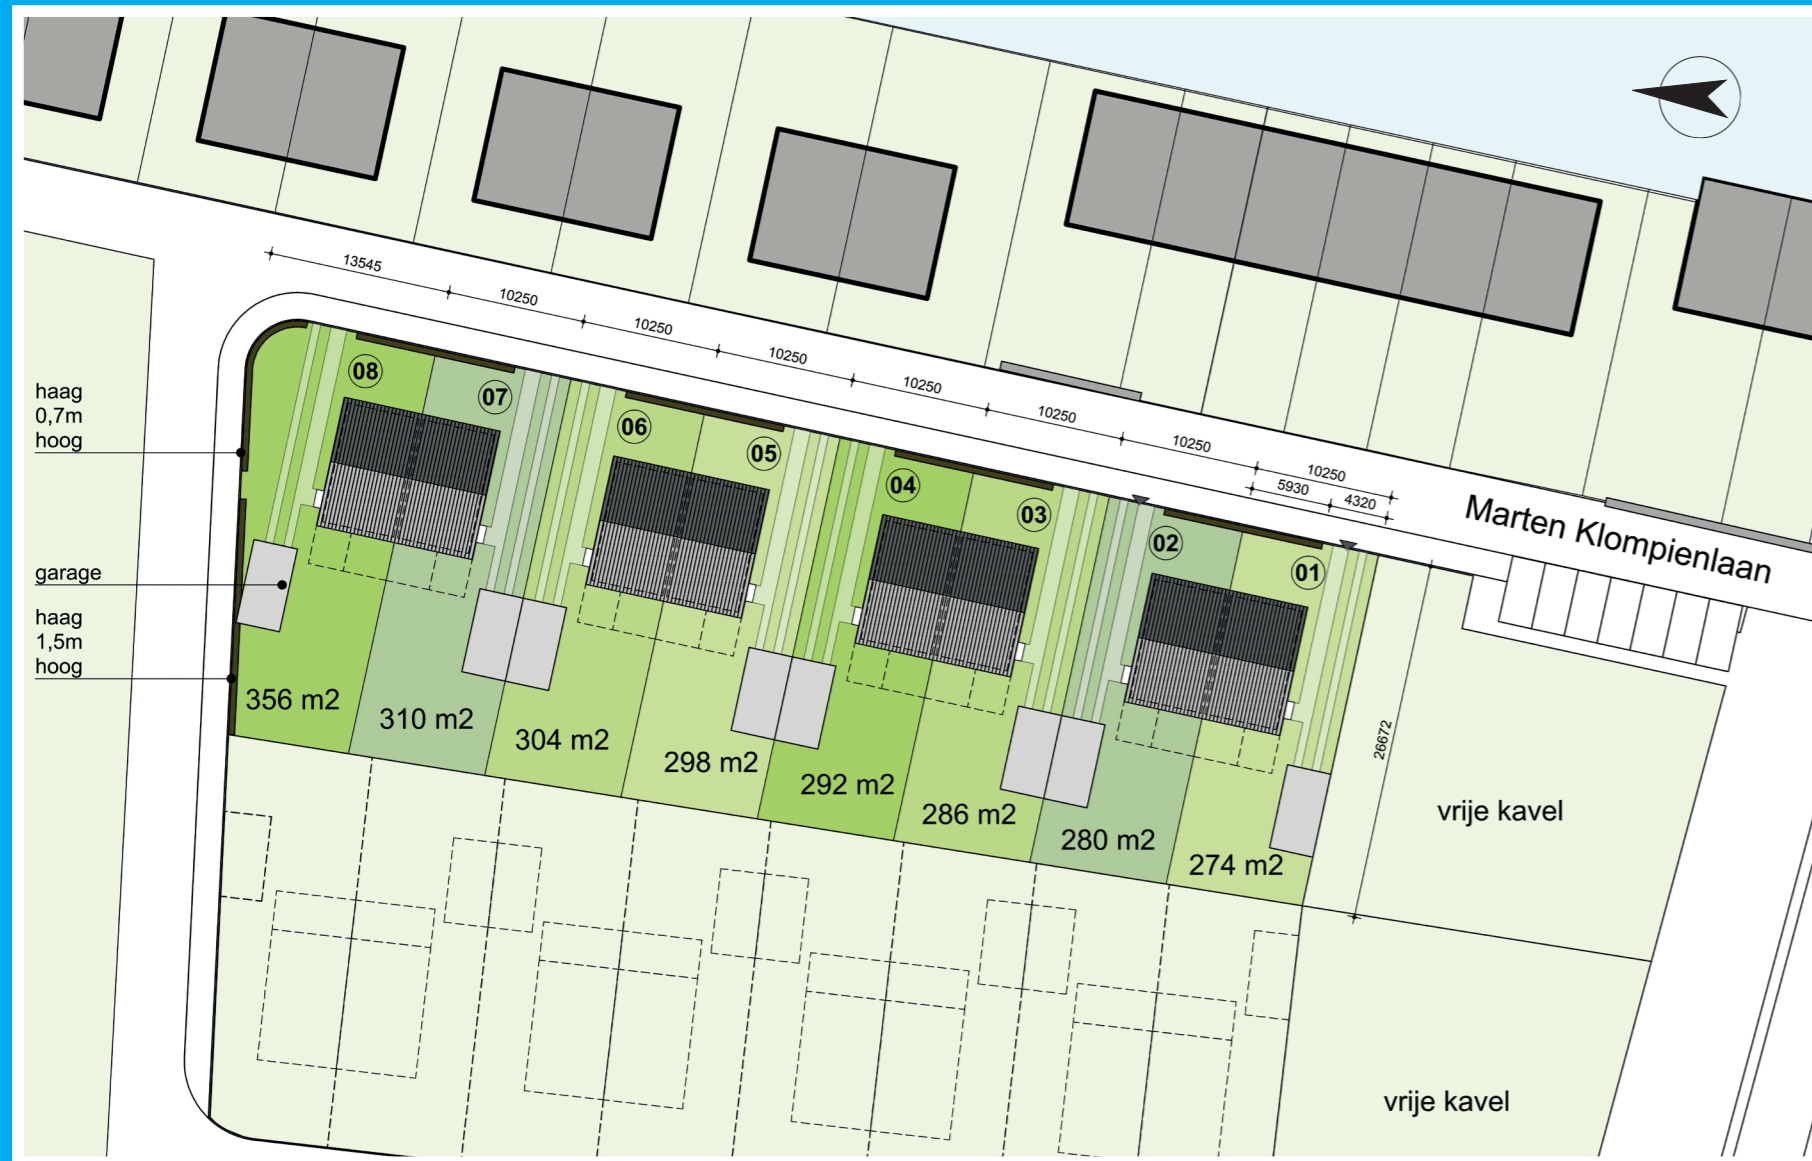 13545
10250
10250
10250
10250
10250
10250
10250
5930
4320
Marten Klompienlaan
haag
0,7m
hoog
garage
haag
1,5m
hoog
08
07
06
05
04
03
02
01
356 m2
310 m2
304 m2
298 m2
292 m2
286 m2
280 m2
274 m2
26672
vrije kavel
vrije kavel